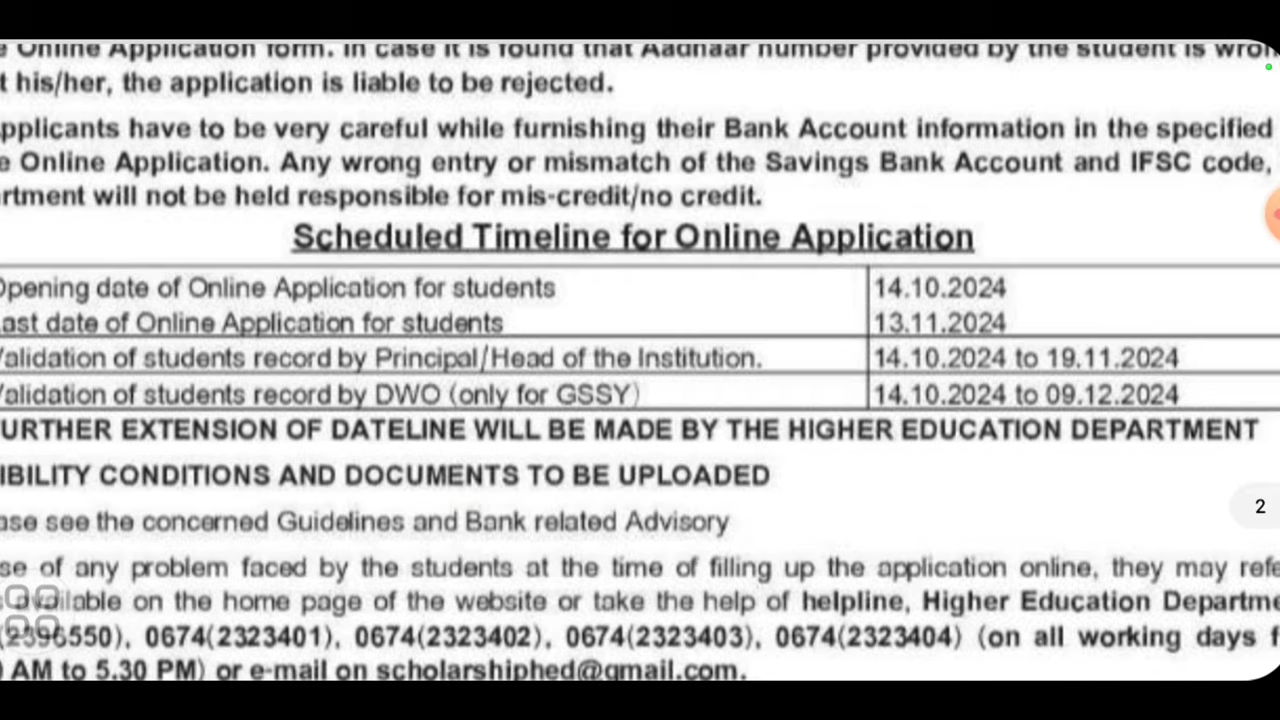 Online Application form. In case it is found that Aadhaar number provided by the student is
his/her, the application is liable to be rejected.
pplicants have to be very careful while furnishing their Bank Account information in the specified
e Online Application. Any wrong entry or mismatch of the Savings Bank Account and IFSC code,
rtment will not be held responsible for mis-credit/no credit.
Scheduled Timeline for Online Application
Opening date of Online Application for students 14.10.2024
ast date of Online Application for students 13.11.2024
alidation of students record by Principal/Head of the Institution. 14.10.2024 to 19.11.2024
alidation of students record by DWO (only for GSSY) 14.10.2024 to 09.12.2024
URTHER EXTENSION OF DATELINE WILL BE MADE BY THE HIGHER EDUCATION DEPARTMENT
IBILITY CONDITIONS AND DOCUMENTS TO BE UPLOADED
ase see the concerned Guidelines and Bank related Advisory
2
se of any problem faced by the students at the time of filling up the application online, they may refe
available on the home page of the website or take the help of helpline, Higher Education Departme
(2396550), 0674(2323401), 0674(2323402), 0674(2323403), 0674(2323404) (on all working days f
AM to 5.30 PM) or e-mail on scholarshiphed@gmail.com.